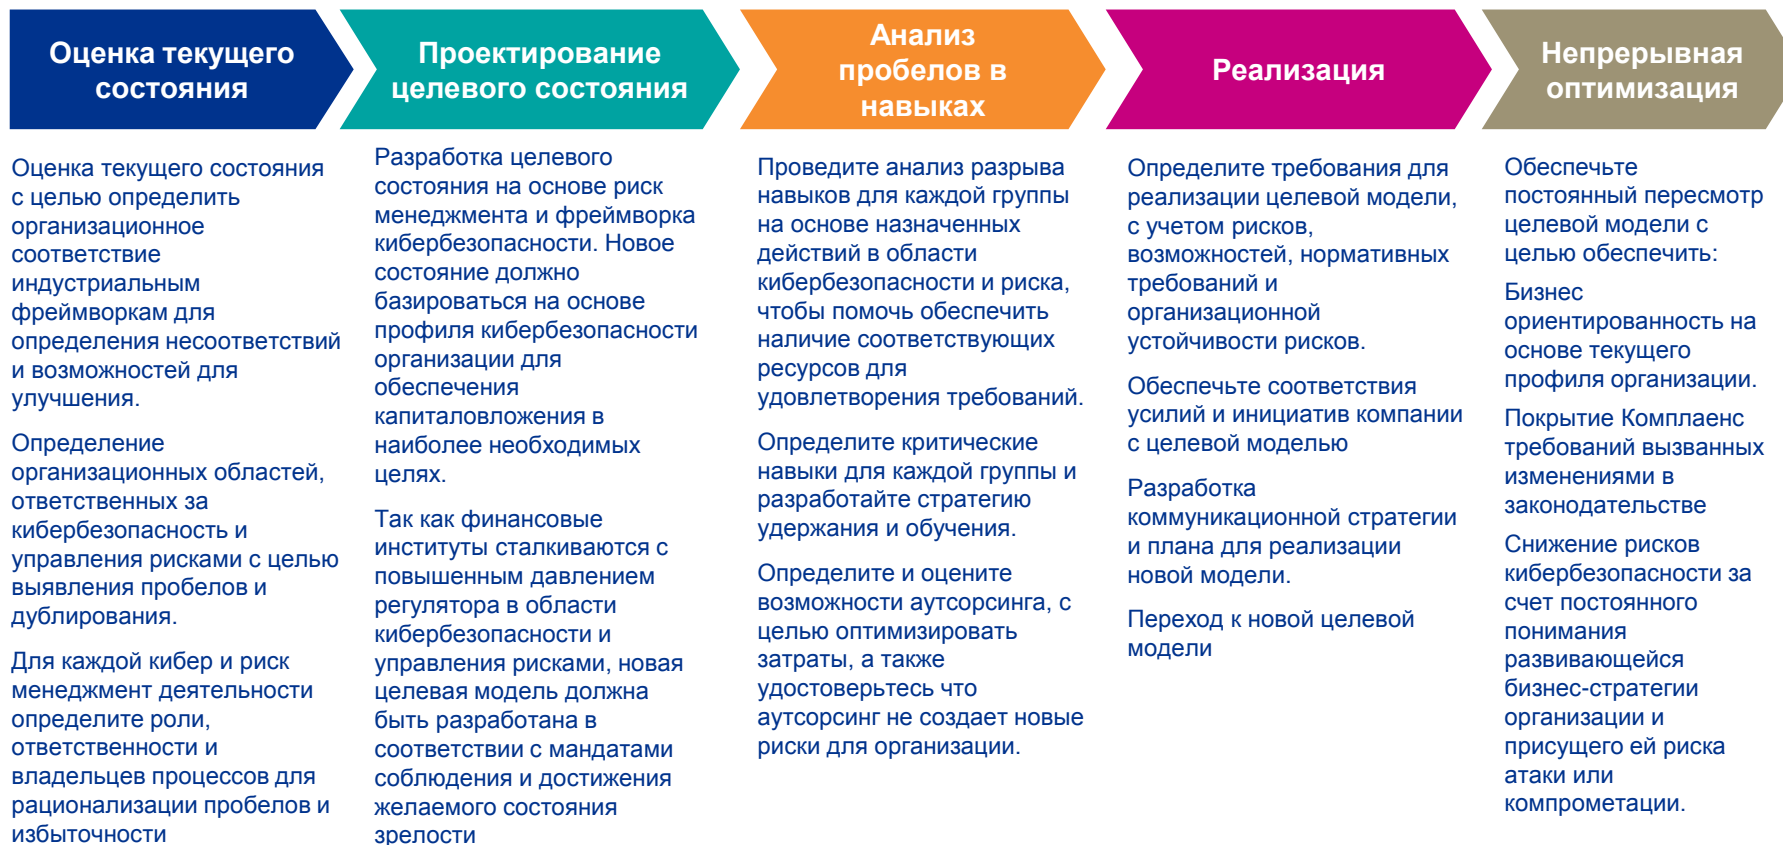 Оценка текущего
состояния
Проектирование
целевого состояния
Анализ
пробелов в
навыках
Реализация
Непрерывная
оптимизация
Оценка текущего состояния
с целью определить
организационное
соответствие
индустриальным
фреймворкам для
определения несоответствий
и возможностей для
улучшения.
Определение
организационных областей,
ответственных за
кибербезопасность и
управления рисками с целью
выявления пробелов и
дублирования.
Для каждой кибер и риск
менеджмент деятельности
определите роли,
ответственности и
владельцев процессов для
рационализации пробелов и
избыточности
Разработка целевого
состояния на основе риск
менеджмента и фреймворка
кибербезопасности. Новое
состояние должно
базироваться на основе
профиля кибербезопасности
организации для
обеспечения
капиталовложения в
наиболее необходимых
целях.
Так как финансовые
институты сталкиваются с
повышенным давлением
регулятора в области
кибербезопасности и
управления рисками, новая
целевая модель должна
быть разработана в
соответствии с мандатами
соблюдения и достижения
желаемого состояния
зрелости
Проведите анализ разрыва
навыков для каждой группы
на основе назначенных
действий в области
кибербезопасности и риска,
чтобы помочь обеспечить
наличие соответствующих
ресурсов для
удовлетворения требований.
Определите критические
навыки для каждой группы и
разработайте стратегию
удержания и обучения.
Определите и оцените
возможности аутсорсинга, с
целью оптимизировать
затраты, а также
удостоверьтесь что
аутсорсинг не создает новые
риски для организации.
Определите требования для
реализации целевой модели,
с учетом рисков,
возможностей, нормативных
требований и
организационной
устойчивости рисков.
Обеспечьте соответствия
усилий и инициатив компании
с целевой моделью
Разработка
коммуникационной стратегии
и плана для реализации
новой модели.
Переход к новой целевой
модели
Обеспечьте
постоянный пересмотр
целевой модели с
целью обеспечить:
Бизнес
ориентированность на
основе текущего
профиля организации.
Покрытие Комплаенс
требований вызванных
изменениями в
законодательстве
Снижение рисков
кибербезопасности за
счет постоянного
понимания
развивающейся
бизнес-стратегии
организации и
присущего ей риска
атаки или
компрометации.